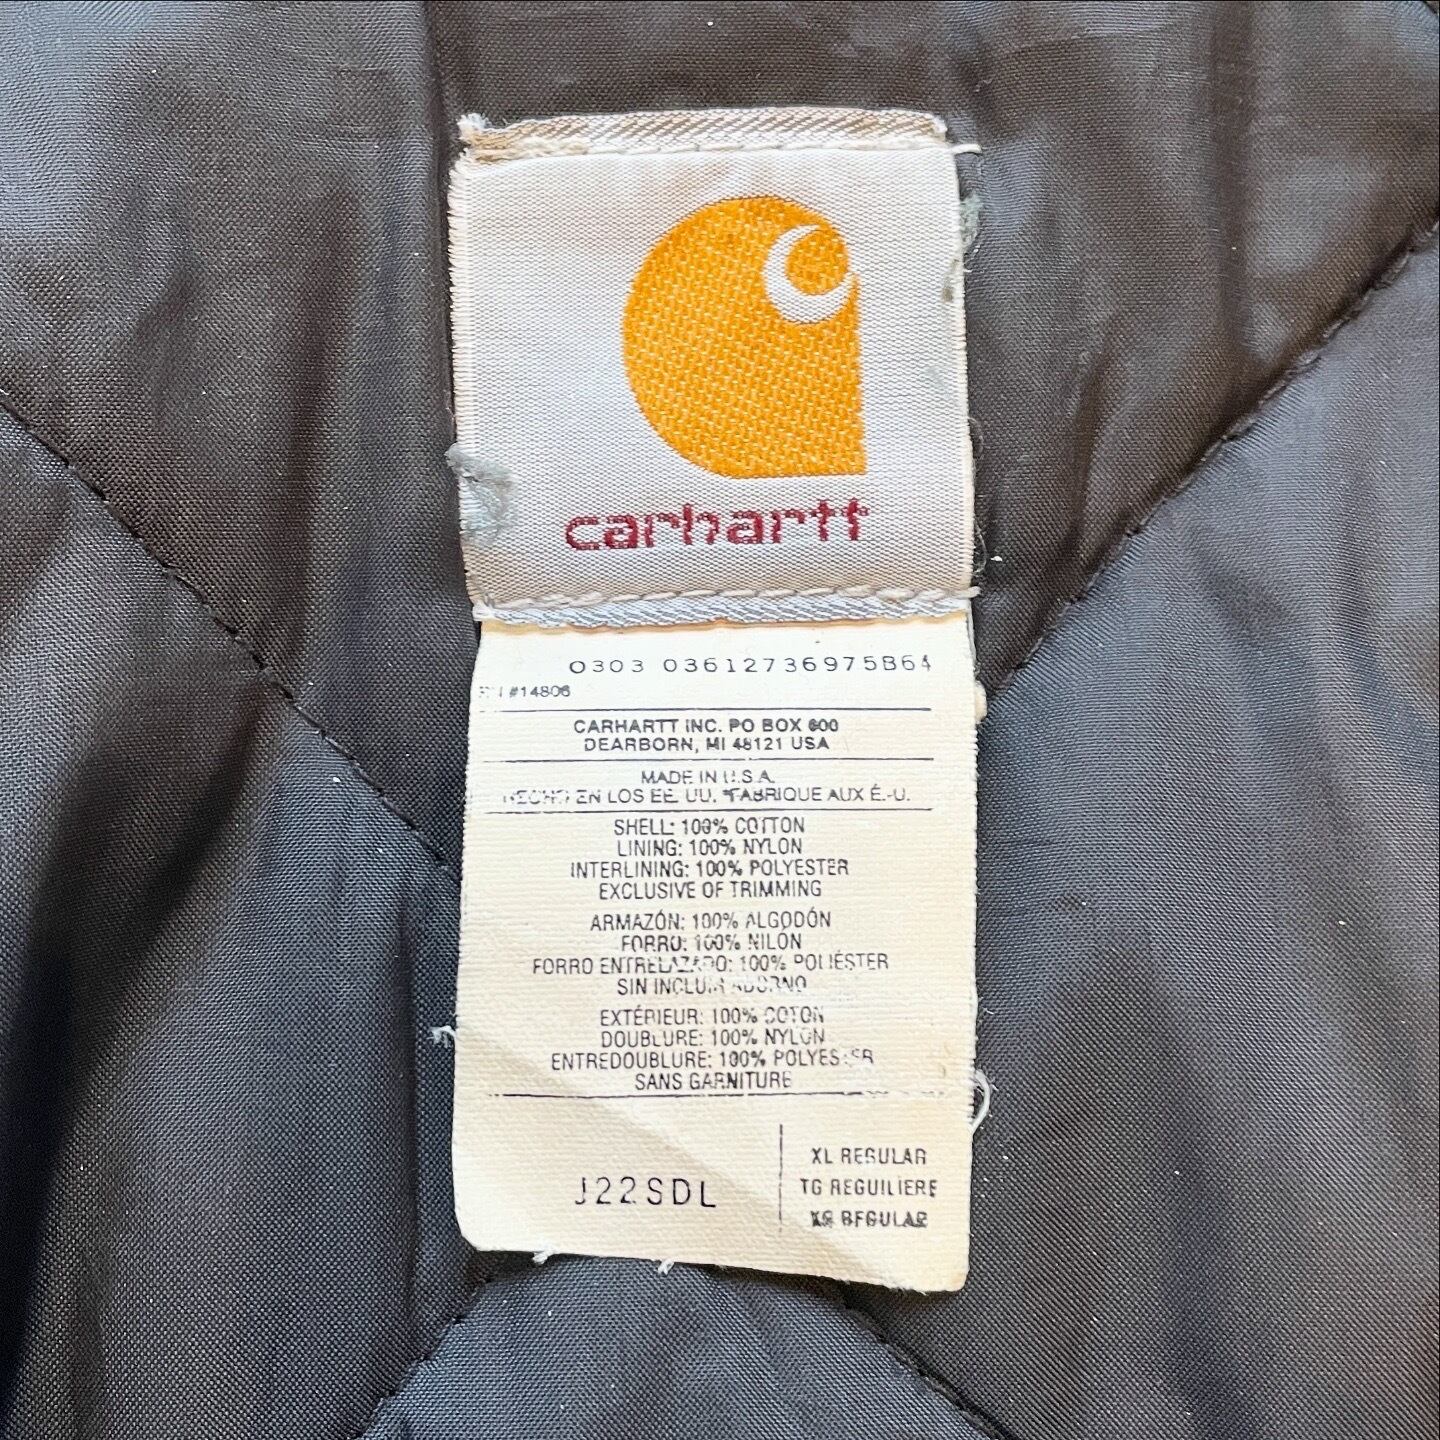 carhartt
0303 03612736975B64
#14806
CARHARTT INC. PO BOX 600
DEARBORN, MI 48121 USA
MADE IN U.S.A.
HECHO EN LOS EE. UU. *FABRIQUE AUX É.-U.
SHELL: 100% COTTON
LINING: 100% NYLON
INTERLINING: 100% POLYESTER
EXCLUSIVE OF TRIMMING
ARMAZÓN: 100% ALGODÓN
FORRO: 100% NILON
FORRO ENTRELAZADO: 100% POLIÉSTER
SIN INCLUIR ADORNO
EXTÉRIEUR: 100% COTON
DOUBLURE: 100% NYLON
ENTREDOUBLURE: 100% POLYESTER
SANS GARNITURE
J22SDL
XL REGULAR
TG REGUILIERE
REGULAR